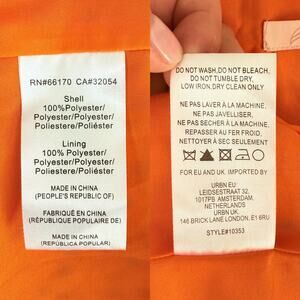 RN#66170 CA#32054
Shell
100%Polyester/
Polyester/Polyester/
Poliestere/Poliéster
Lining
100% Polyester/
Polyester/Polyester/
Poliestere/Poliéster
MADE IN CHINA
(PEOPLE'S REPUBLIC OF)
FABRIQUÉ EN CHINA
(RÉPUBLIQUE POPULAIRE DE)
MADE IN CHINA
(REPÚBLICA POPULAR)
DO NOT WASH,DO NOT BLEACH,
DO NOT TUMBLE DRY,
LOW IRON,DRY CLEAN ONLY
NE PAS LAVER À LA MACHINE,
NE PAS JAVELLISER,
NE PAS SÉCHER À LA MACHINE,
REPASSER AU FER FROID,
NETTOYER À SEC SEULEMENT
FOR EU AND UK. IMPORTED BY
URBN EU
LEIDSESTRAAT 32,
1017PB AMSTERDAM,
NETHERLANDS
URBN UK,
146 BRICK LANE LONDON, E1 6RU
STYLE#10353